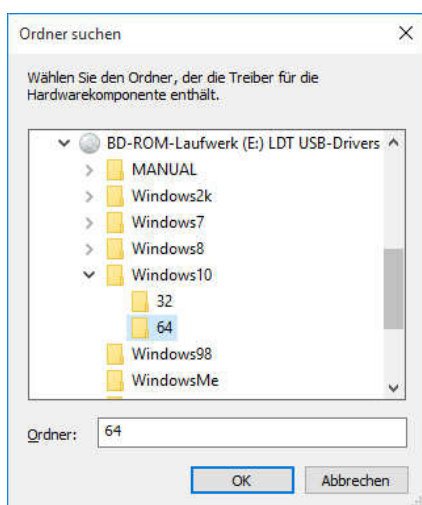 Ordner suchen
Wählen Sie den Ordner, der die Treiber für die
Hardwarekomponente enthält.
BD-ROM-Laufwerk (E:) LDT USB-Drivers
MANUAL
Windows2k
Windows7
Windows8
Windows10
32
64
Windows98
WindowsMe
Ordner: 64
OK Abbrechen